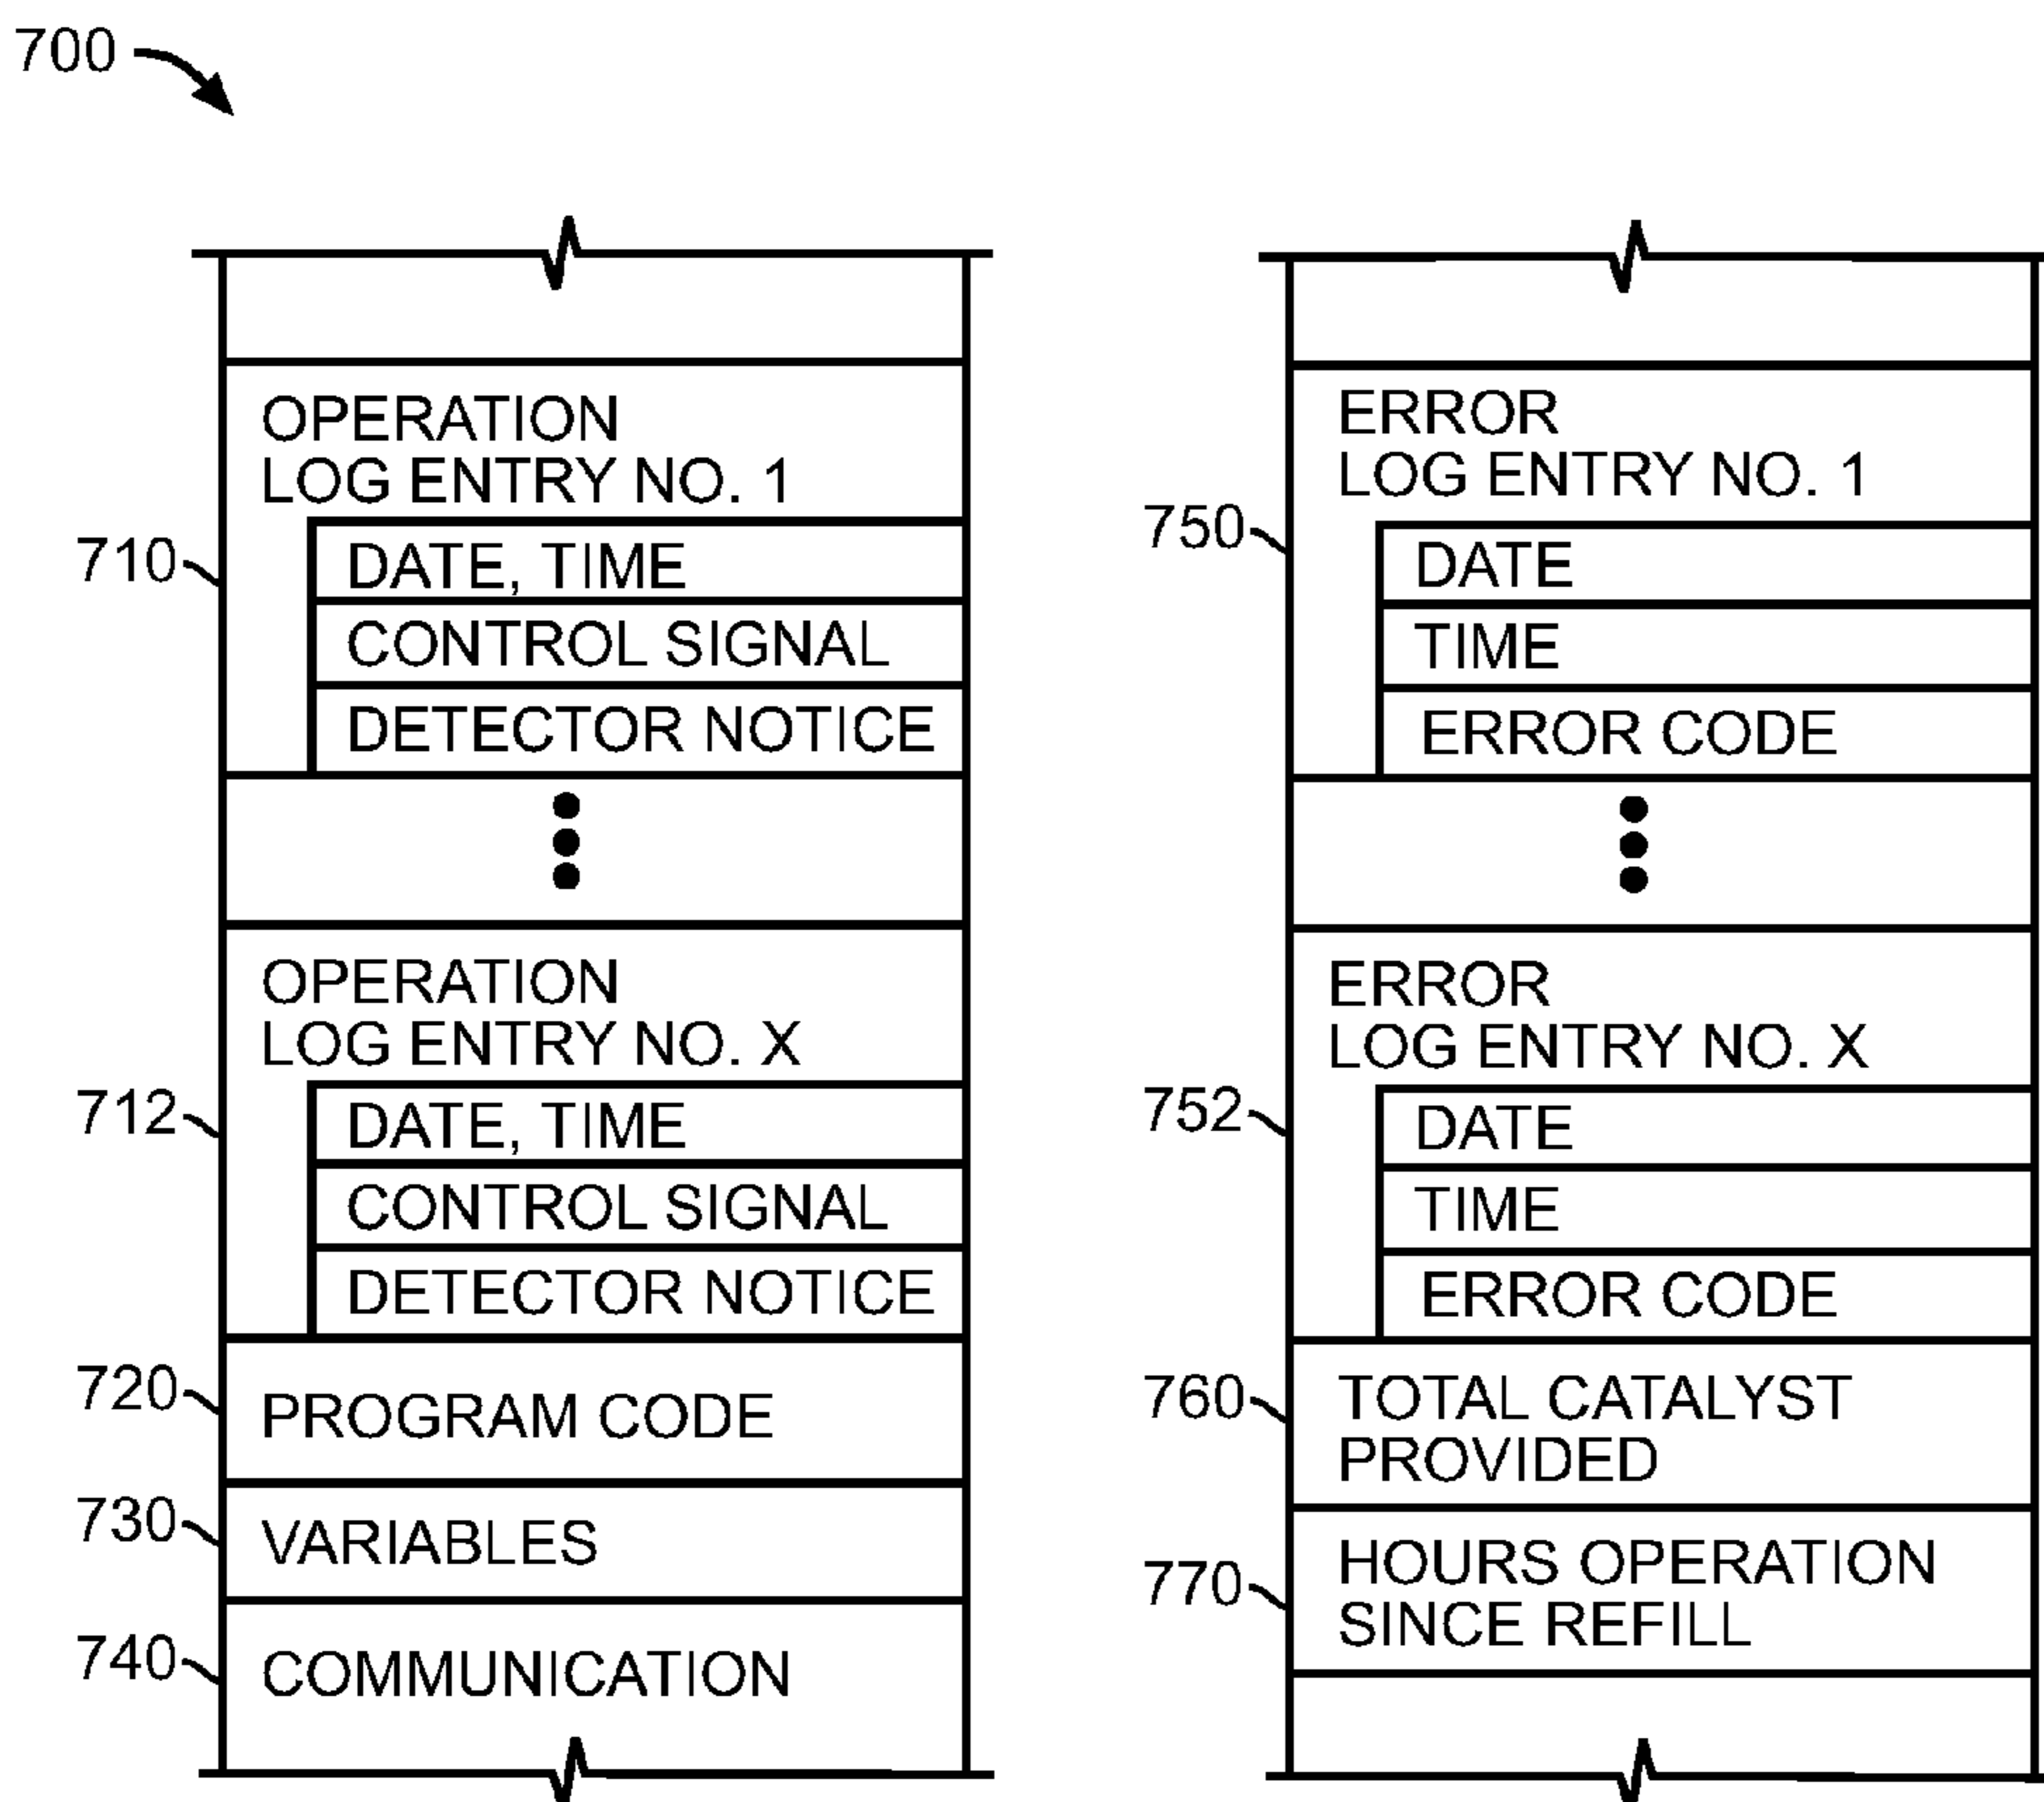 700
OPERATION
LOG ENTRY NO. 1
710
DATE, TIME
CONTROL SIGNAL
DETECTOR NOTICE
OPERATION
LOG ENTRY NO. X
712
DATE, TIME
CONTROL SIGNAL
DETECTOR NOTICE
720
PROGRAM CODE
730
VARIABLES
740
COMMUNICATION
ERROR
LOG ENTRY NO. 1
750
DATE
TIME
ERROR CODE
ERROR
LOG ENTRY NO. X
752
DATE
TIME
ERROR CODE
760
TOTAL CATALYST
PROVIDED
770
HOURS OPERATION
SINCE REFILL